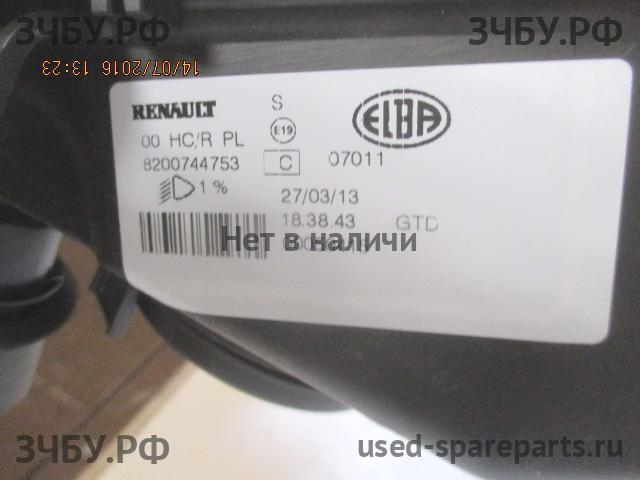 ЗЧБУ.РФ ЗЧБУ.РФ
14/07/2016 13:23
RENAULT S ELBA
00 HC/R PL E19
8200744753 C 07011
1 % 27/03/13
18.38.43 GTD
Нет в наличи
ЗЧБУ.РФ used-spareparts.ru